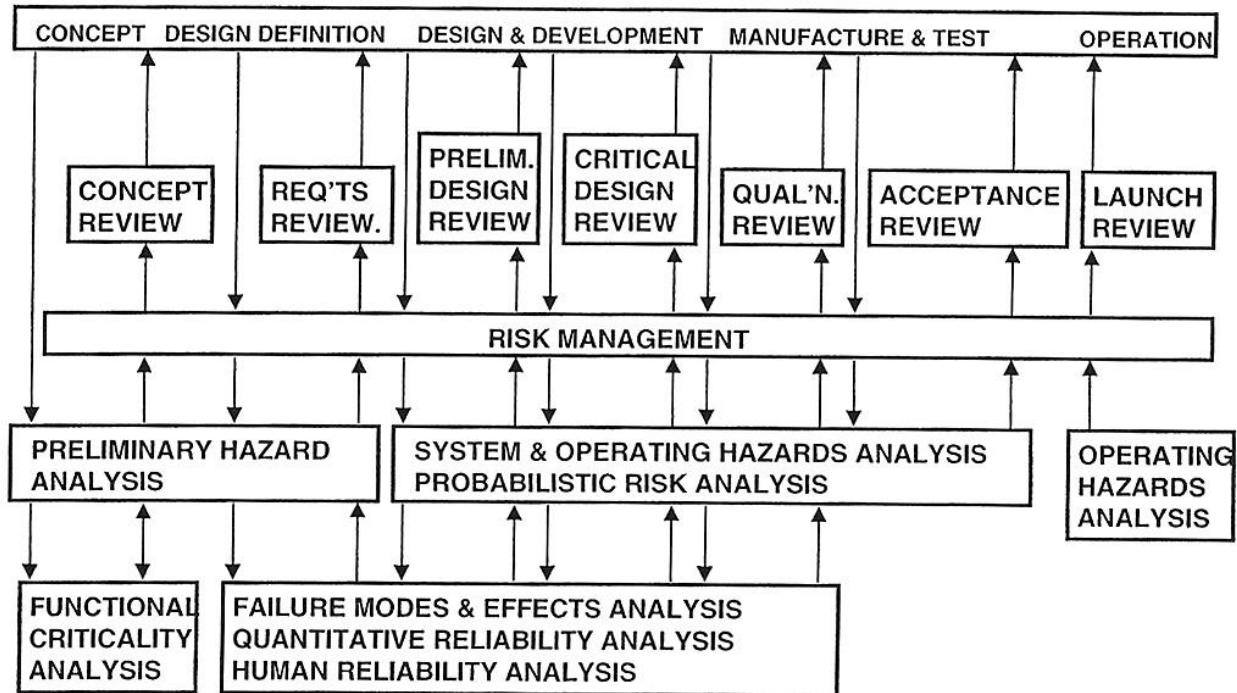 CONCEPT DESIGN DEFINITION DESIGN & DEVELOPMENT MANUFACTURE & TEST OPERATION
CONCEPT
REVIEW
REQ'TS
REVIEW.
PRELIM.
DESIGN
REVIEW
CRITICAL
DESIGN
REVIEW
QUAL'N.
REVIEW
ACCEPTANCE
REVIEW
LAUNCH
REVIEW
RISK MANAGEMENT
PRELIMINARY HAZARD
ANALYSIS
SYSTEM & OPERATING HAZARDS ANALYSIS
PROBABILISTIC RISK ANALYSIS
OPERATING
HAZARDS
ANALYSIS
FUNCTIONAL
CRITICALITY
ANALYSIS
FAILURE MODES & EFFECTS ANALYSIS
QUANTITATIVE RELIABILITY ANALYSIS
HUMAN RELIABILITY ANALYSIS